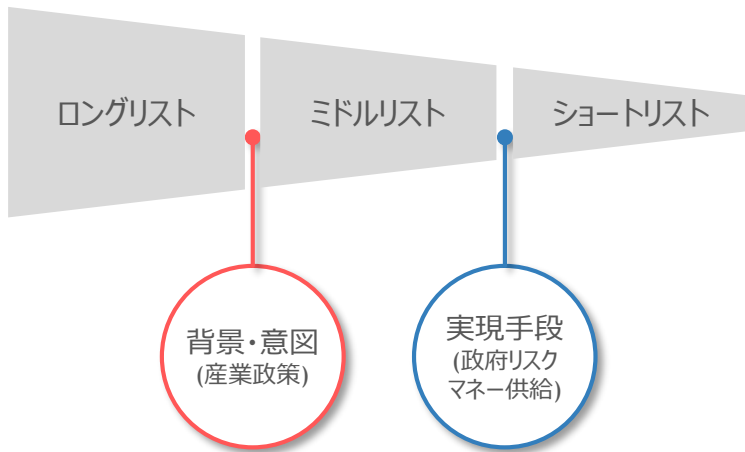 ロングリスト
ミドルリスト
ショートリスト
背景・意図
(産業政策)
実現手段
(政府リスク
マネー供給)